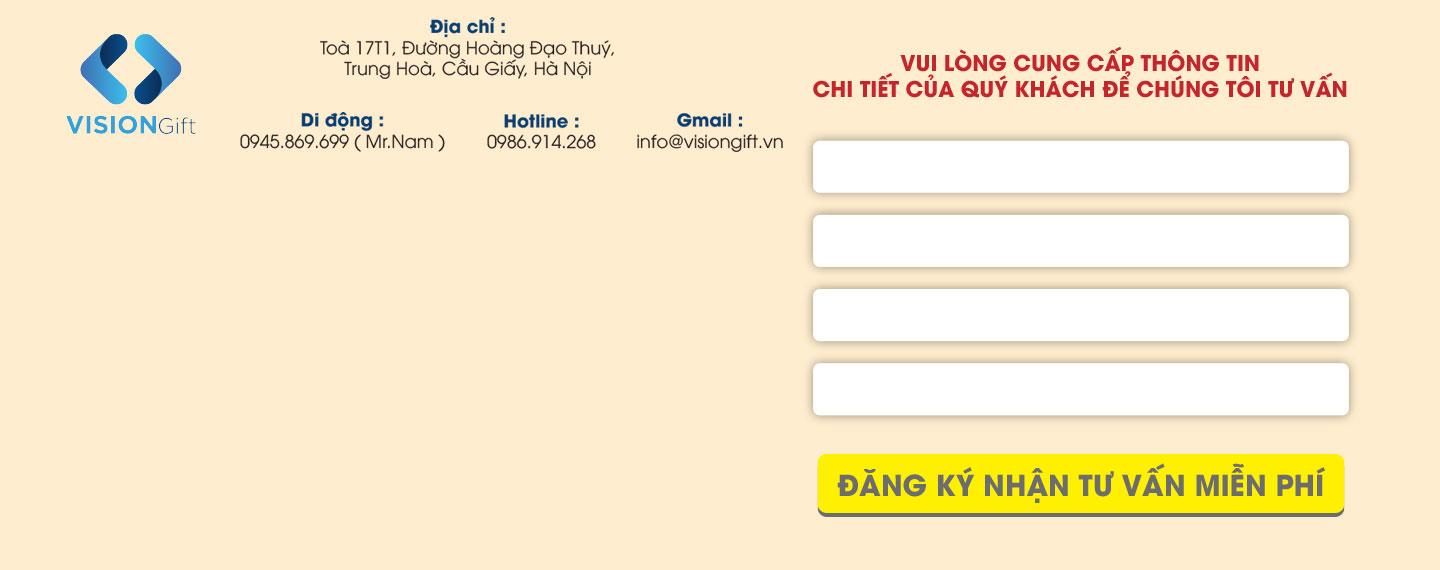 VISIONGift
Địa chỉ :
Toà 17T1, Đường Hoàng Đạo Thuý,
Trung Hoà, Cầu Giấy, Hà Nội
Di động :
0945.869.699 ( Mr.Nam )
Hotline :
0986.914.268
Gmail :
info@visiongift.vn
VUI LÒNG CUNG CẤP THÔNG TIN
CHI TIẾT CỦA QUÝ KHÁCH ĐỂ CHÚNG TÔI TƯ VẤN
ĐĂNG KÝ NHẬN TƯ VẤN MIỄN PHÍ